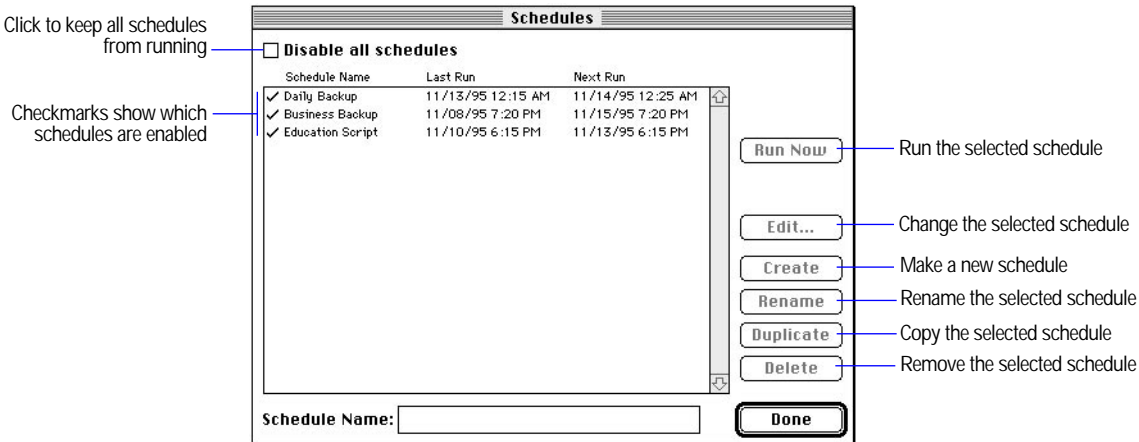 Schedules
Click to keep all schedules
from running
Disable all schedules
Schedule Name Last Run Next Run
Checkmarks show which
schedules are enabled
✓ Daily Backup 11/13/95 12:15 AM 11/14/95 12:25 AM
✓ Business Backup 11/08/95 7:20 PM 11/15/95 7:20 PM
✓ Education Script 11/10/95 6:15 PM 11/13/95 6:15 PM
Run Now Run the selected schedule
Edit... Change the selected schedule
Create Make a new schedule
Rename Rename the selected schedule
Duplicate Copy the selected schedule
Delete Remove the selected schedule
Schedule Name:
Done